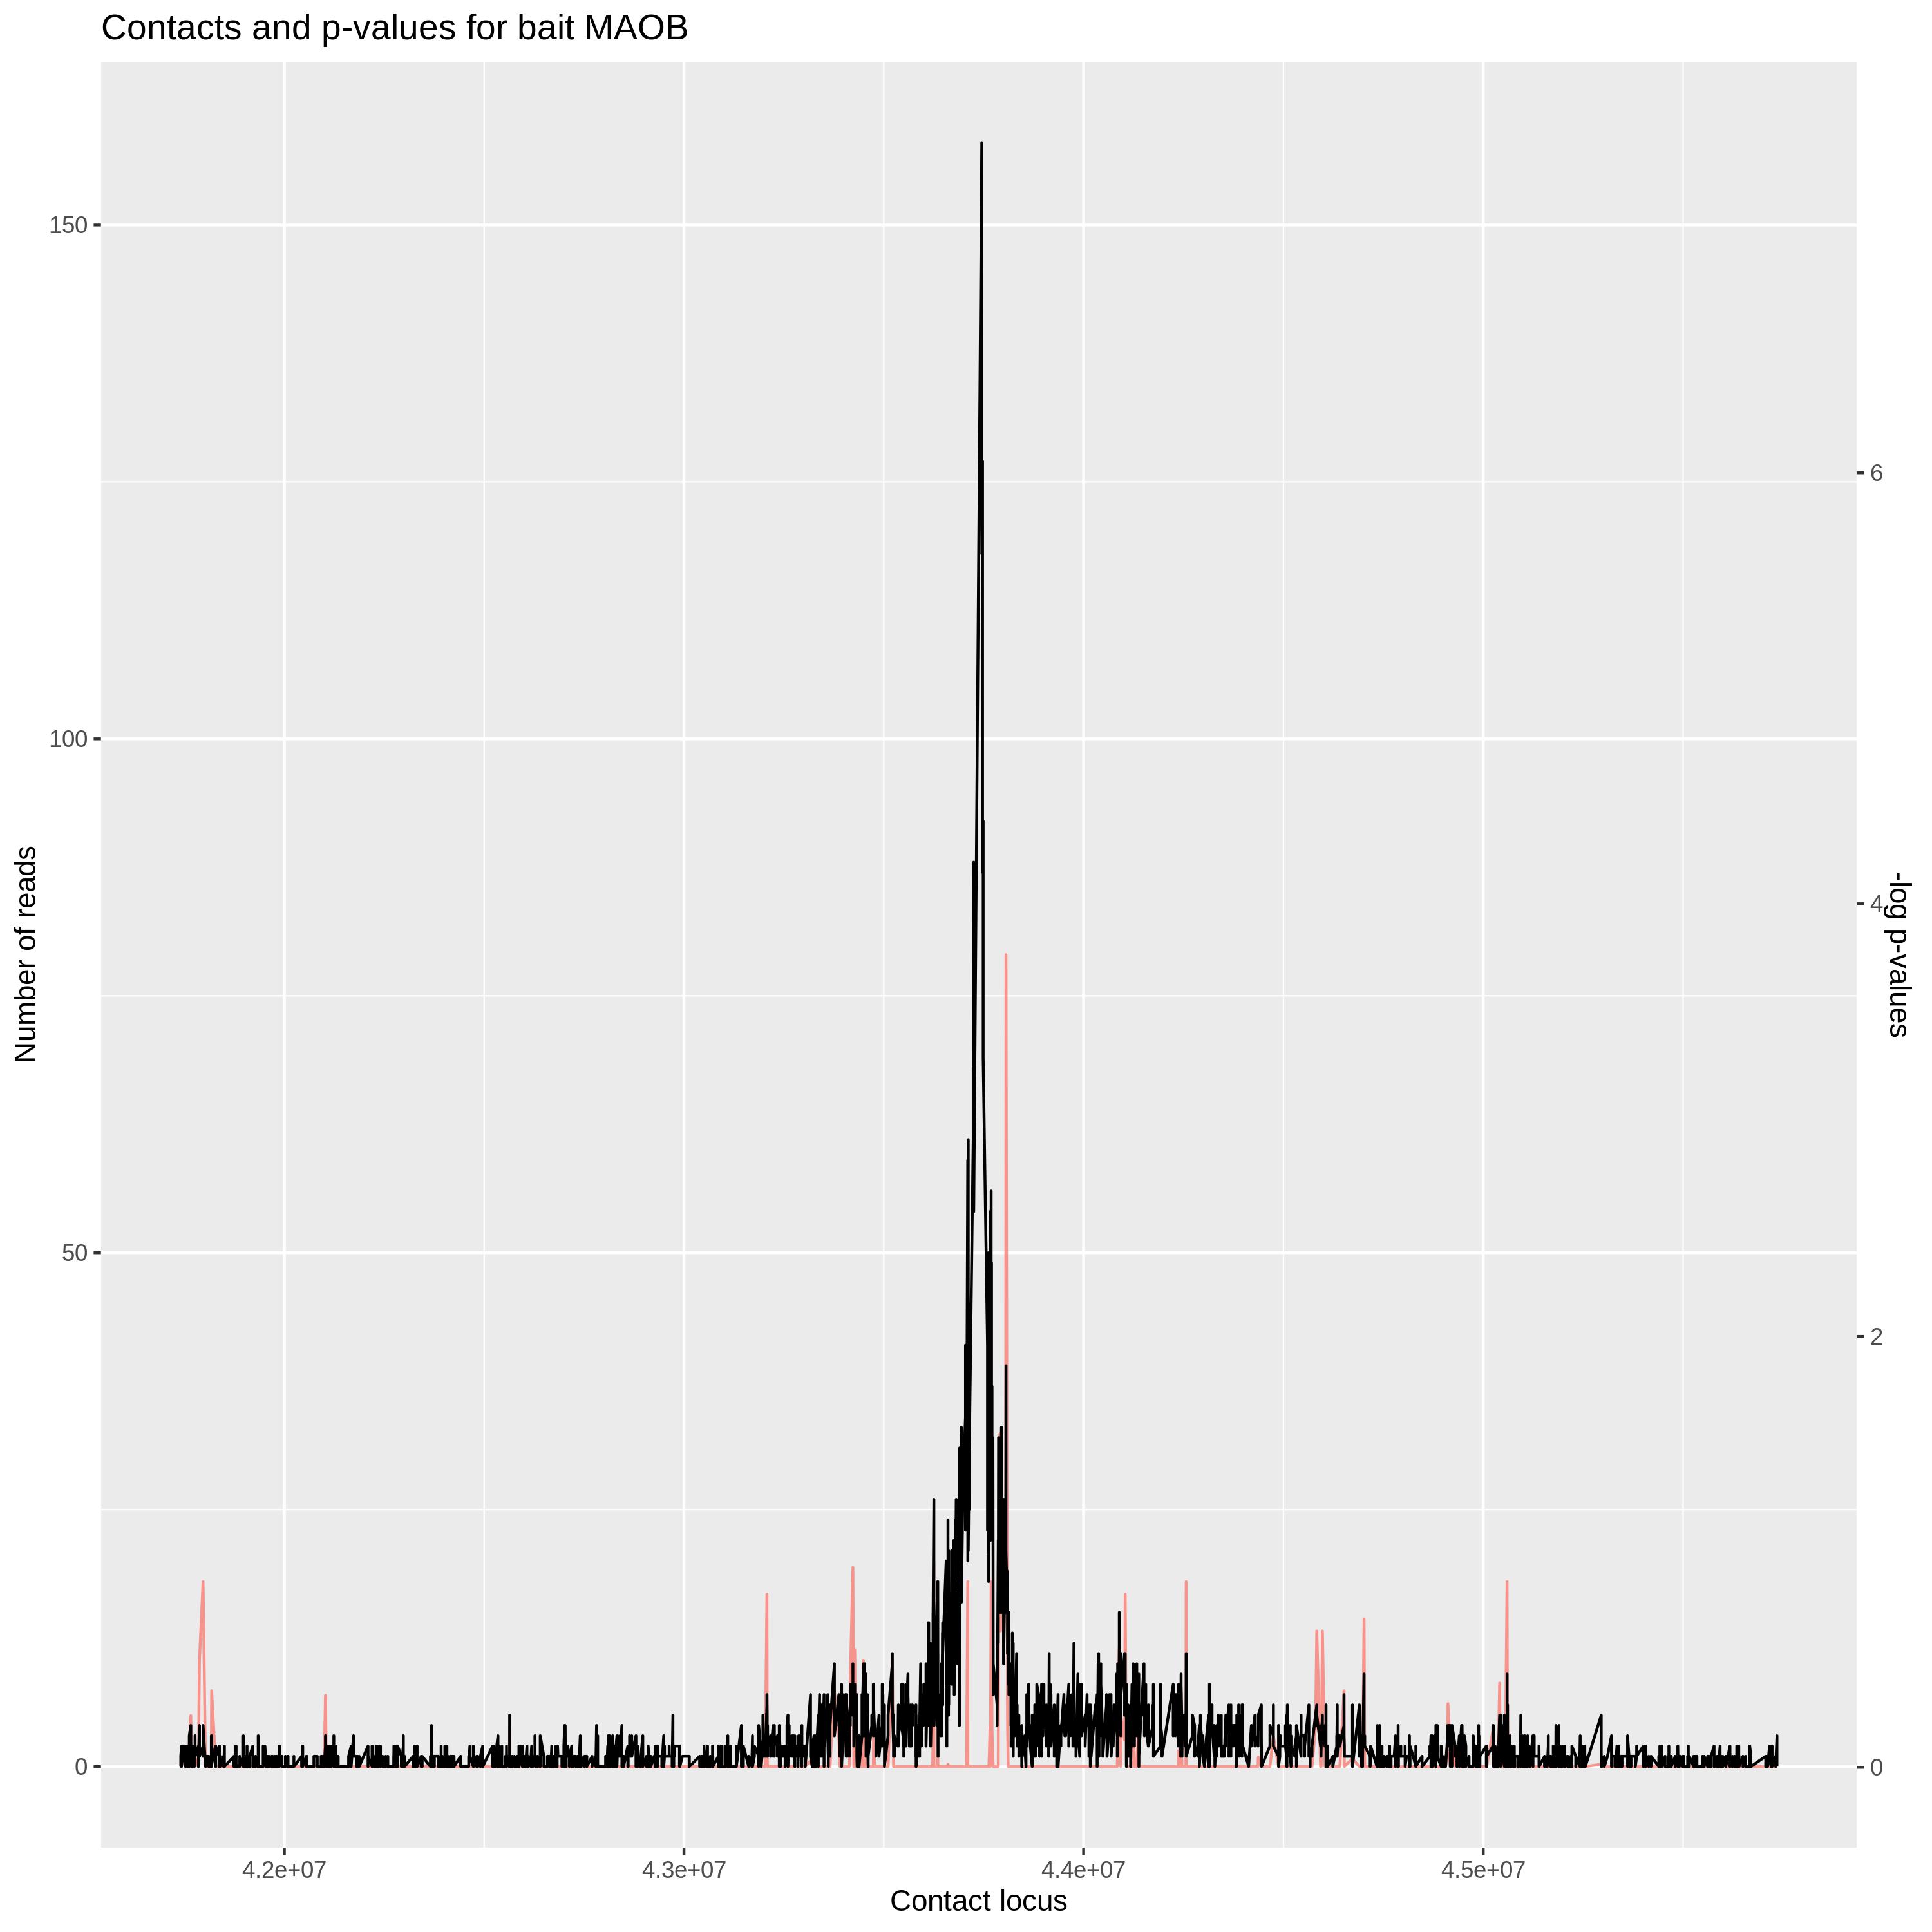 Contacts and p-values for bait MAOB
Number of reads
150
100
50
0
6
4
2
0
-log p-values
4.2e+07 4.3e+07 4.4e+07 4.5e+07
Contact locus